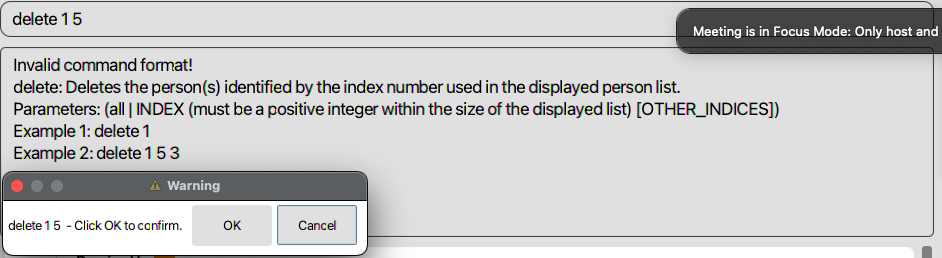 delete 1 5
Meeting is in Focus Mode: Only host and
Invalid command format!
delete: Deletes the person(s) identified by the index number used in the displayed person list.
Parameters: (all | INDEX (must be a positive integer within the size of the displayed list) [OTHER_INDICES])
Example 1: delete 1
Example 2: delete 1 5 3
Warning
delete 1 5 - Click OK to confirm.
OK
Cancel